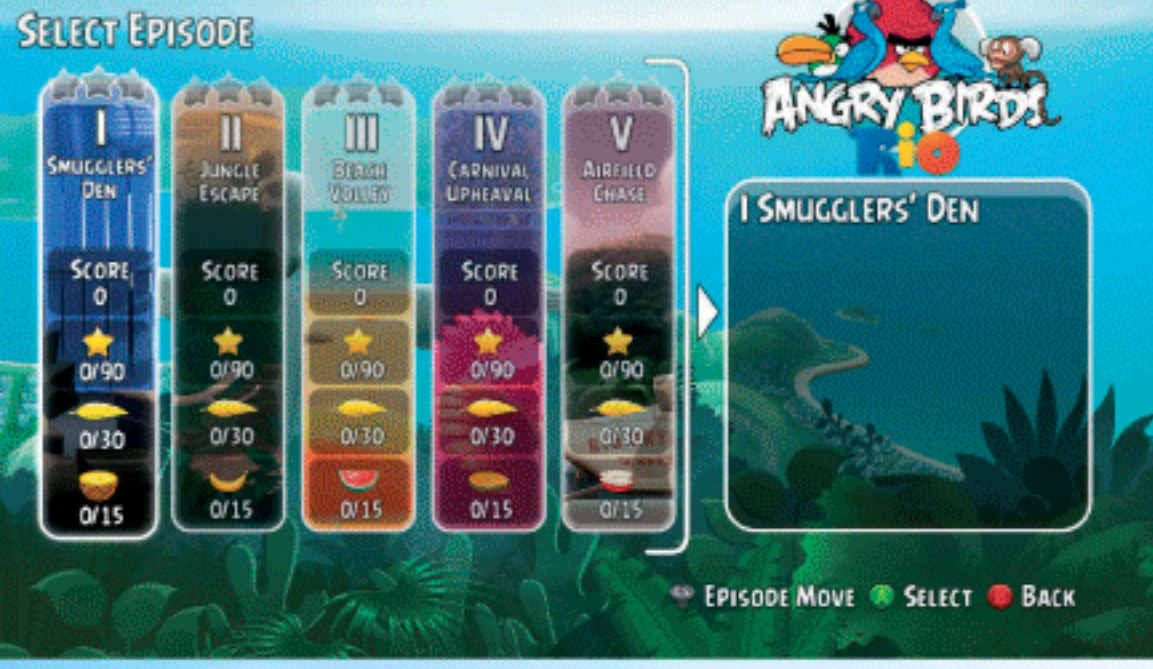 SELECT EPISODE
ANGRY BIRDS
RIO
I
SMUGGLERS'
DEN
SCORE
0
0/90
0/30
0/15
II
JUNGLE
ESCAPE
SCORE
0
0/90
0/30
0/15
III
BEACH
VOLLEY
SCORE
0
0/90
0/30
0/15
IV
CARNIVAL
UPHEAVAL
SCORE
0
0/90
0/30
0/15
V
AIRFIELD
CHASE
SCORE
0
0/90
0/30
0/15
I SMUGGLERS' DEN
EPISODE MOVE SELECT BACK